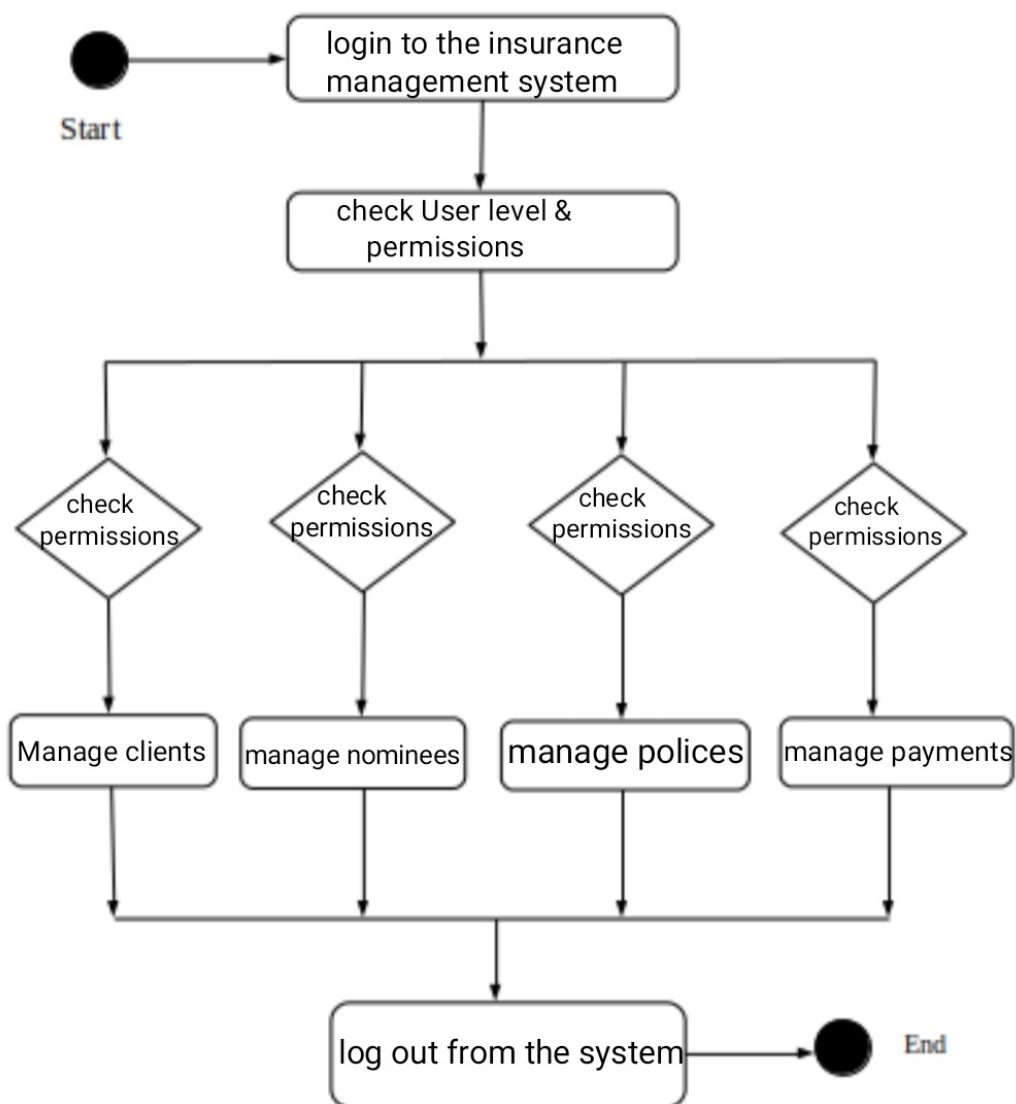 login to the insurance
management system
Start
check User level &
permissions
check
permissions
check
permissions
check
permissions
check
permissions
Manage clients
manage nominees
manage polices
manage payments
log out from the system
End